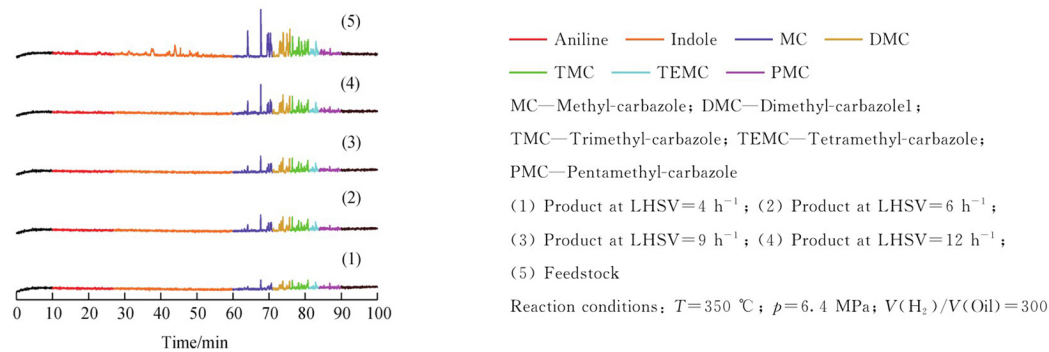 (5)
(4)
(3)
(2)
(1)
0 10 20 30 40 50 60 70 80 90 100
Time/min
Aniline Indole MC DMC
TMC TEMC PMC
MC—Methyl-carbazole; DMC—Dimethyl-carbazole1;
TMC—Trimethyl-carbazole; TEMC—Tetramethyl-carbazole;
PMC—Pentamethyl-carbazole
(1) Product at LHSV=4 h⁻¹; (2) Product at LHSV=6 h⁻¹;
(3) Product at LHSV=9 h⁻¹; (4) Product at LHSV=12 h⁻¹;
(5) Feedstock
Reaction conditions: T=350 ℃; p=6.4 MPa; V(H₂)/V(Oil)=300